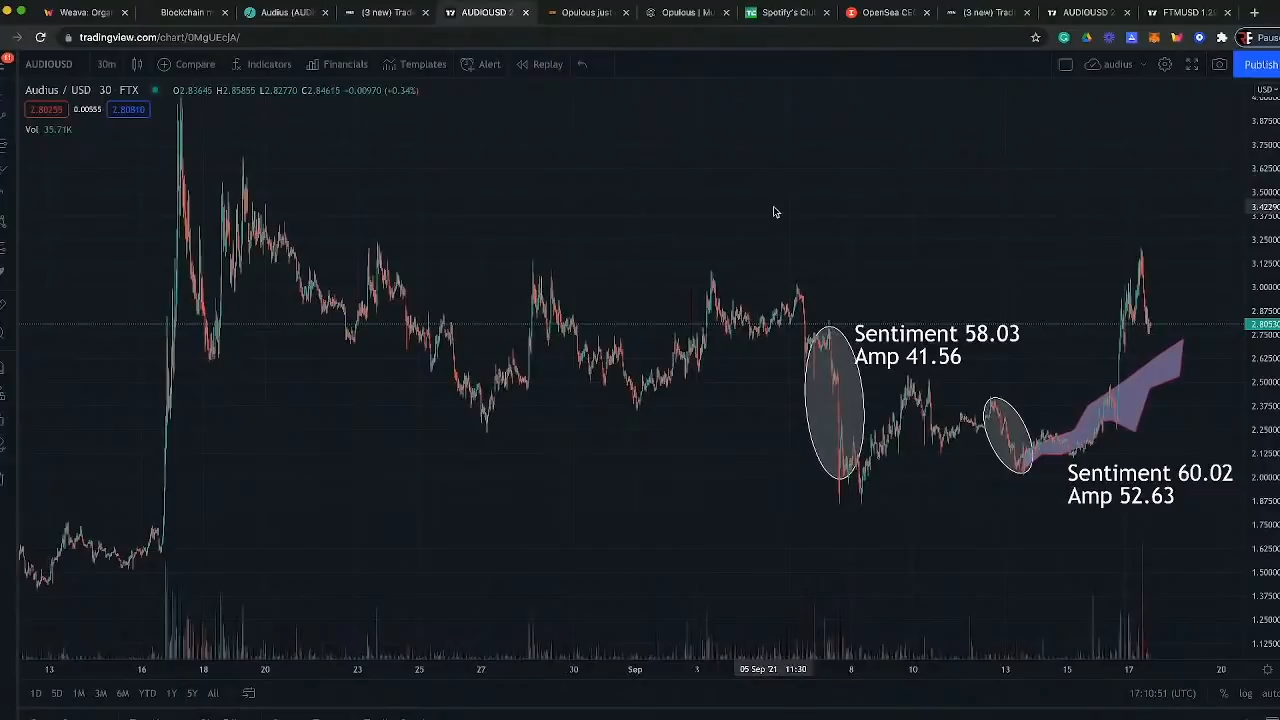 Weava: Organ
Blockchain m
Audius (AUDI
(3 new) Trad
AUDIOUSD 2
Opulous just
Opulous | Mu
Spotify's Clu
OpenSea CE
(3 new) Trad
AUDIOUSD 2
FTMUSD 1.2
tradingview.com/chart/0MgUEcjA/
Paus
AUDIOUSD 30m Compare Indicators Financials Templates Alert Replay audius Publish
Audius / USD 30 FTX O2.83645 H2.85855 L2.82770 C2.84615 +0.00970 (+0.34%)
USD
2.80255 0.00555 2.80810
Vol 35.71K
3.87500
3.75000
3.62500
3.50000
3.42290
3.37500
3.25000
3.12500
3.00000
2.87500
2.80530
2.75000
2.62500
2.50000
2.37500
2.25000
2.12500
2.00000
1.87500
1.75000
1.62500
1.50000
1.37500
1.25000
1.12500
Sentiment 58.03
Amp 41.56
Sentiment 60.02
Amp 52.63
13 16 18 20 23 25 27 30 Sep 3 05 Sep '21 11:30 8 10 13 15 17 20
1D 5D 1M 3M 6M YTD 1Y 5Y All 17:10:51 (UTC) % log auto